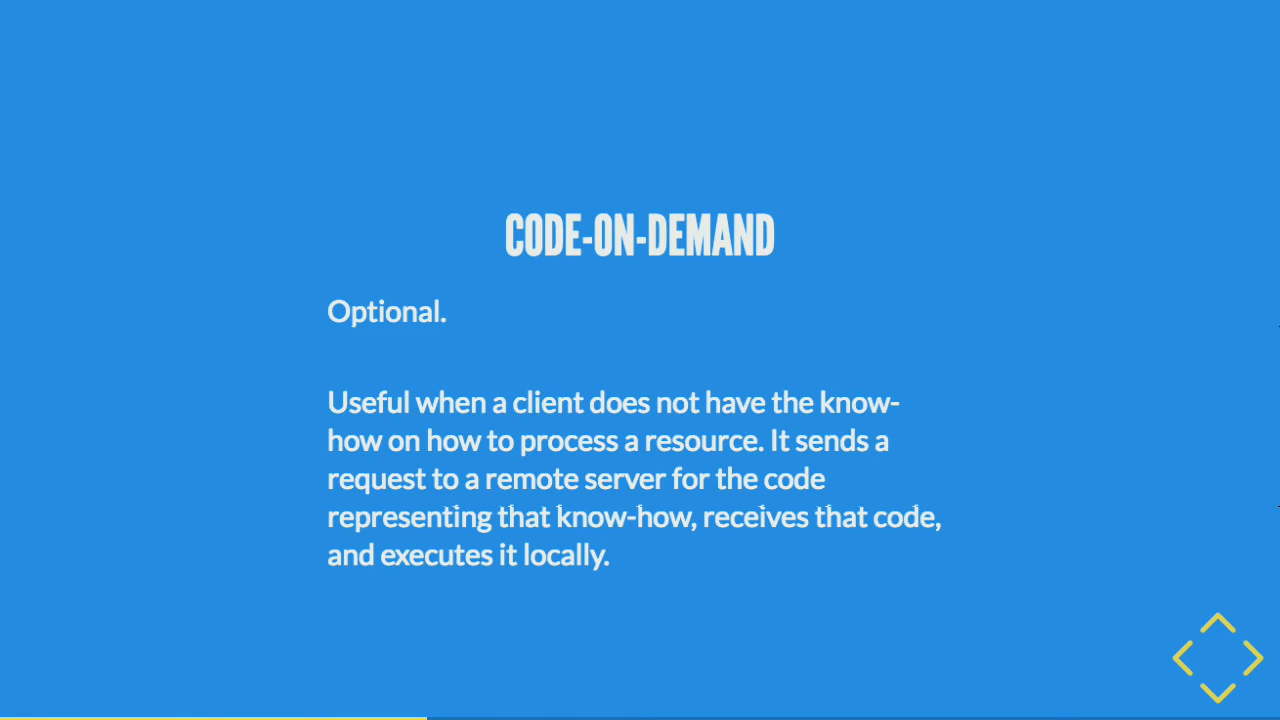 CODE-ON-DEMAND
Optional.
Useful when a client does not have the know-
how on how to process a resource. It sends a
request to a remote server for the code
representing that know-how, receives that code,
and executes it locally.